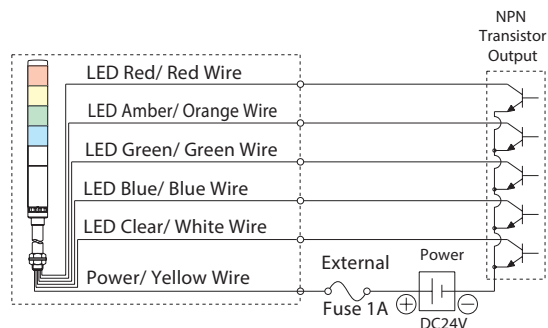 NPN
Transistor
Output
LED Red/ Red Wire
LED Amber/ Orange Wire
LED Green/ Green Wire
LED Blue/ Blue Wire
LED Clear/ White Wire
Power/ Yellow Wire
External
Fuse 1A
Power
+
−
DC24V